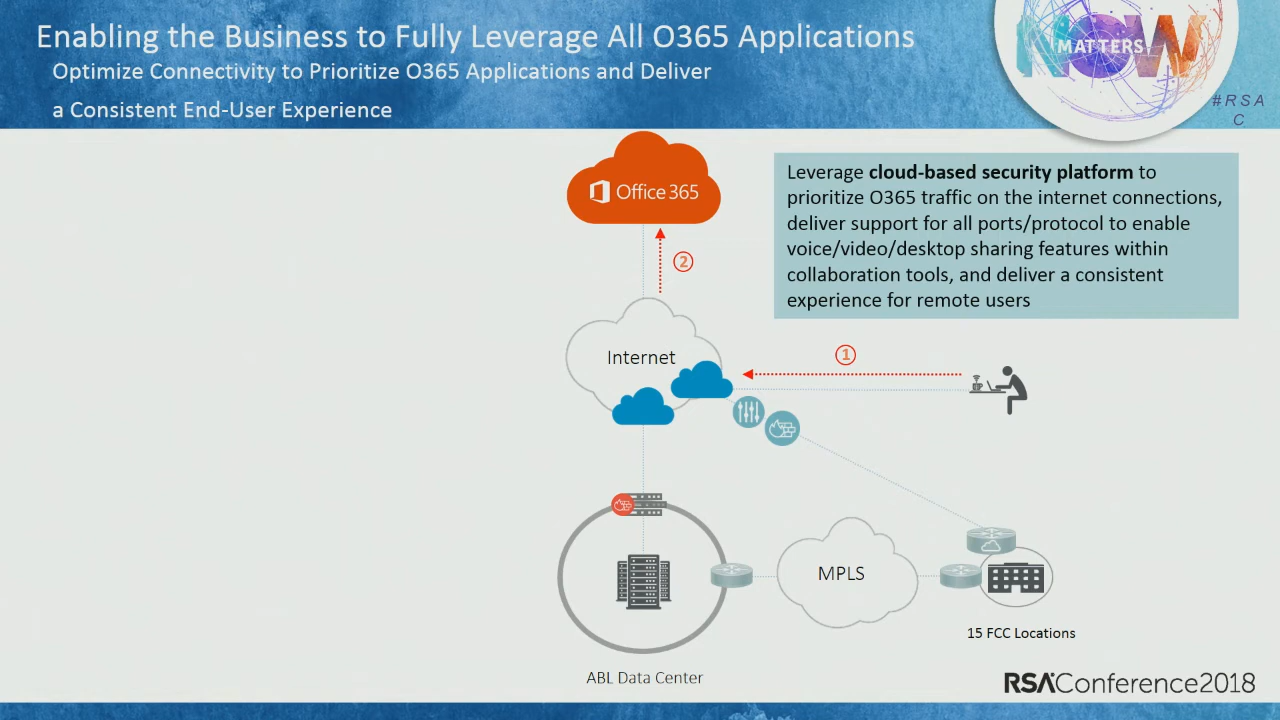 Enabling the Business to Fully Leverage All O365 Applications
Optimize Connectivity to Prioritize O365 Applications and Deliver
a Consistent End-User Experience
NOW
MATTERS
#RSA
C
Office 365
Leverage cloud-based security platform to
prioritize O365 traffic on the internet connections,
deliver support for all ports/protocol to enable
voice/video/desktop sharing features within
collaboration tools, and deliver a consistent
experience for remote users
2
Internet
1
MPLS
15 FCC Locations
ABL Data Center
RSAConference2018